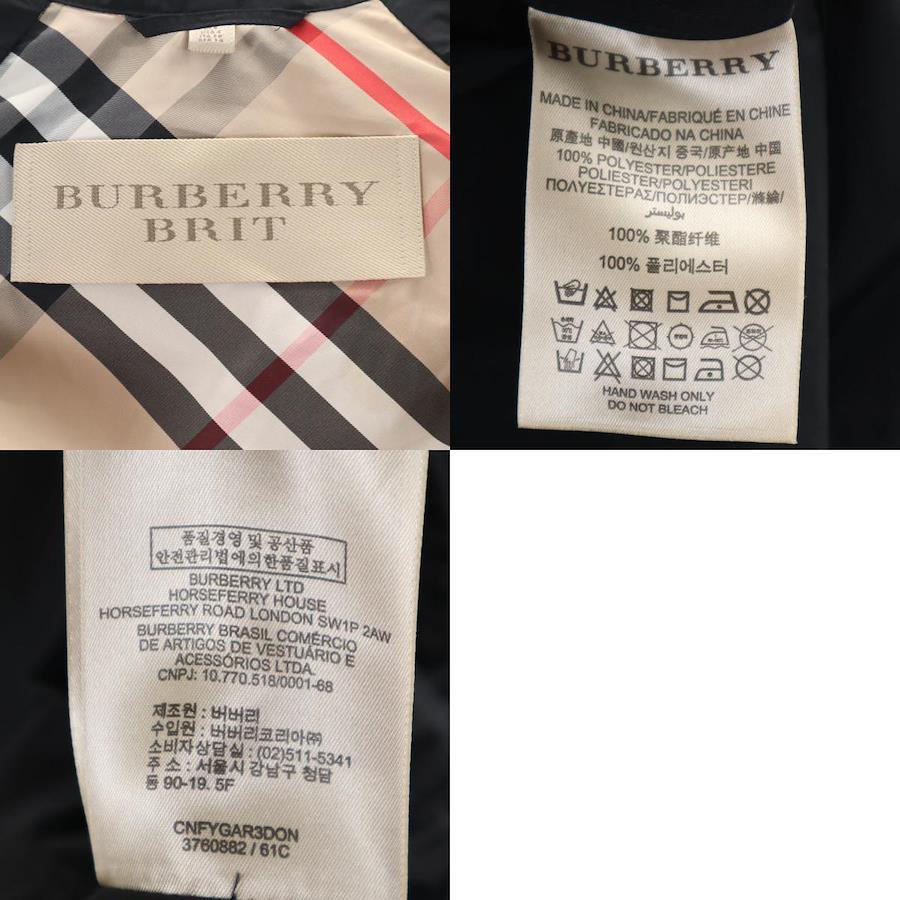 BURBERRY
BRIT
BURBERRY
MADE IN CHINA/FABRIQUÉ EN CHINE
FABRICADO NA CHINA
原產地 中國/원산지 중국/原产地 中国
100% POLYESTER/POLIESTERE
POLIÉSTER/POLYESTERI
ΠΟΛΥΕΣΤΕΡΑΣ/ПОЛИЭСТЕР/滌綸/
بوليستر
100% 聚酯纤维
100% 폴리에스터
HAND WASH ONLY
DO NOT BLEACH
품질경영 및 공산품
안전관리법에의한품질표시
BURBERRY LTD
HORSEFERRY HOUSE
HORSEFERRY ROAD LONDON SW1P 2AW
BURBERRY BRASIL COMÉRCIO
DE ARTIGOS DE VESTUÁRIO E
ACESSÓRIOS LTDA.
CNPJ: 10.770.518/0001-68
제조원 : 버버리
수입원 : 버버리코리아㈜
소비자상담실 : (02)511-5341
주 소 : 서울시 강남구 청담
동 90-19. 5F
CNFYGAR3DON
3760882 / 61C